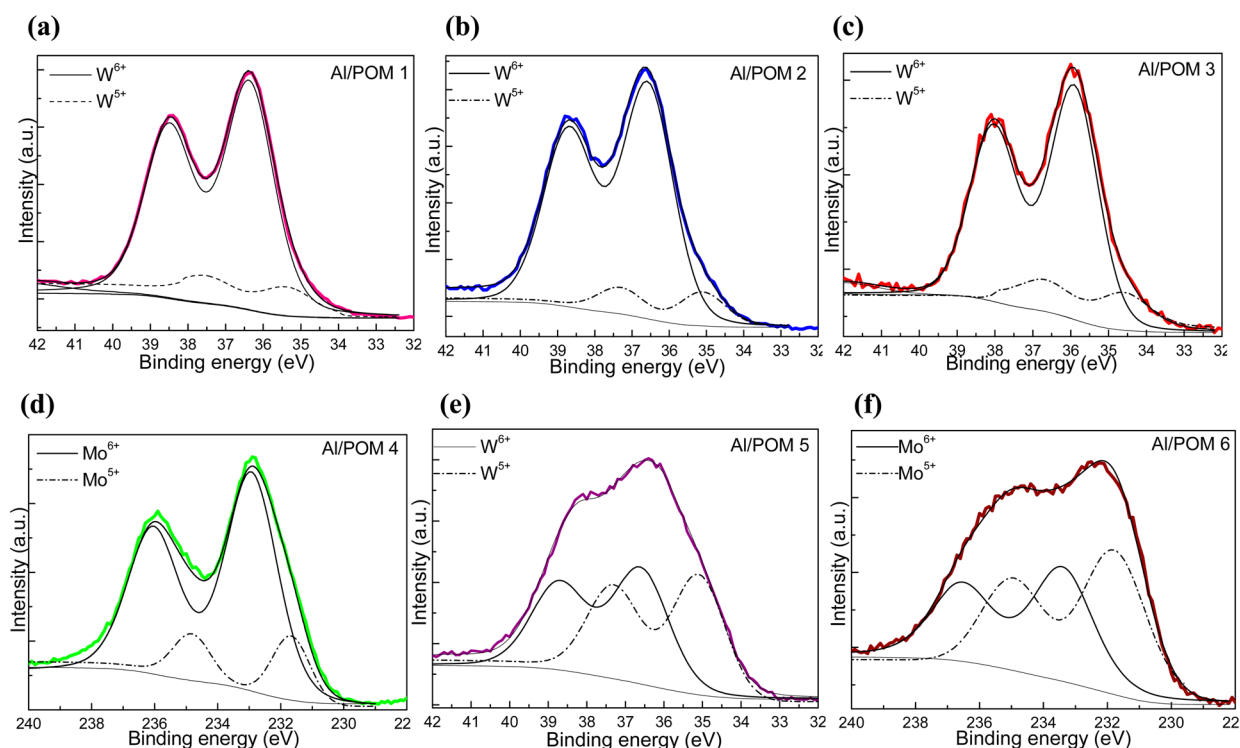 (a)
Al/POM 1
W6+
W5+
Intensity (a.u.)
42 41 40 39 38 37 36 35 34 33 32
Binding energy (eV)
(b)
Al/POM 2
W6+
W5+
Intensity (a.u.)
42 41 40 39 38 37 36 35 34 33 32
Binding energy (eV)
(c)
Al/POM 3
W6+
W5+
Intensity (a.u.)
42 41 40 39 38 37 36 35 34 33 32
Binding energy (eV)
(d)
Al/POM 4
Mo6+
Mo5+
Intensity (a.u.)
240 238 236 234 232 230 22
Binding energy (eV)
(e)
Al/POM 5
W6+
W5+
Intensity (a.u.)
42 41 40 39 38 37 36 35 34 33 32
Binding energy (eV)
(f)
Al/POM 6
Mo6+
Mo5+
Intensity (a.u.)
240 238 236 234 232 230 22
Binding energy (eV)